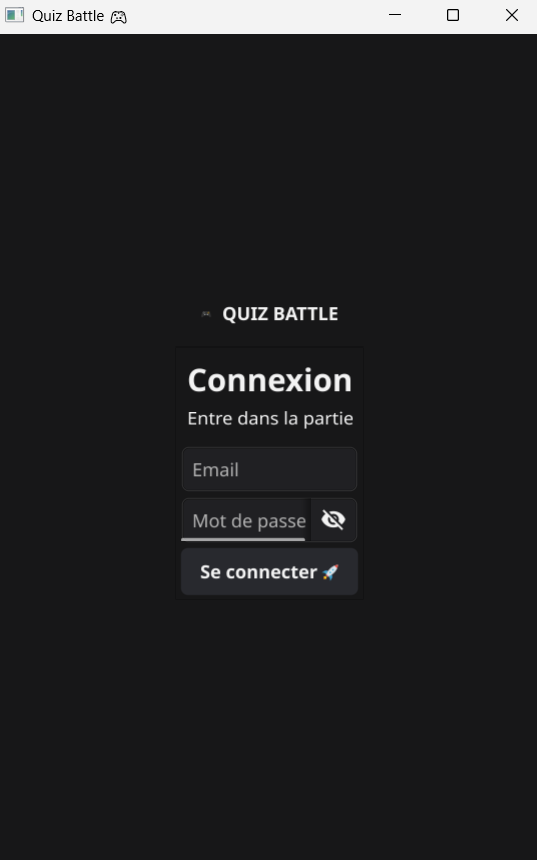 Quiz Battle 🎮
🎮 QUIZ BATTLE
Connexion
Entre dans la partie
Email
Mot de passe
Se connecter 🚀